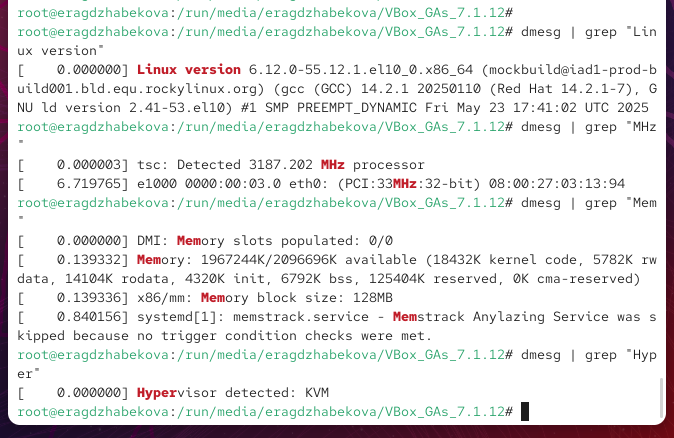 root@eragdzhabekova:/run/media/eragdzhabekova/VBox_GAs_7.1.12#
root@eragdzhabekova:/run/media/eragdzhabekova/VBox_GAs_7.1.12# dmesg | grep "Lin
ux version"
[    0.000000] Linux version 6.12.0-55.12.1.el10_0.x86_64 (mockbuild@iad1-prod-b
uild001.bld.equ.rockylinux.org) (gcc (GCC) 14.2.1 20250110 (Red Hat 14.2.1-7), G
NU ld version 2.41-53.el10) #1 SMP PREEMPT_DYNAMIC Fri May 23 17:41:02 UTC 2025
root@eragdzhabekova:/run/media/eragdzhabekova/VBox_GAs_7.1.12# dmesg | grep "MHz
"
[    0.000003] tsc: Detected 3187.202 MHz processor
[    6.719765] e1000 0000:00:03.0 eth0: (PCI:33MHz:32-bit) 08:00:27:03:13:94
root@eragdzhabekova:/run/media/eragdzhabekova/VBox_GAs_7.1.12# dmesg | grep "Mem
"
[    0.000000] DMI: Memory slots populated: 0/0
[    0.139332] Memory: 1967244K/2096696K available (18432K kernel code, 5782K rw
data, 14104K rodata, 4320K init, 6792K bss, 125404K reserved, 0K cma-reserved)
[    0.139336] x86/mm: Memory block size: 128MB
[    0.840156] systemd[1]: memstrack.service - Memstrack Anylazing Service was s
kipped because no trigger condition checks were met.
root@eragdzhabekova:/run/media/eragdzhabekova/VBox_GAs_7.1.12# dmesg | grep "Hyp
er"
[    0.000000] Hypervisor detected: KVM
root@eragdzhabekova:/run/media/eragdzhabekova/VBox_GAs_7.1.12#